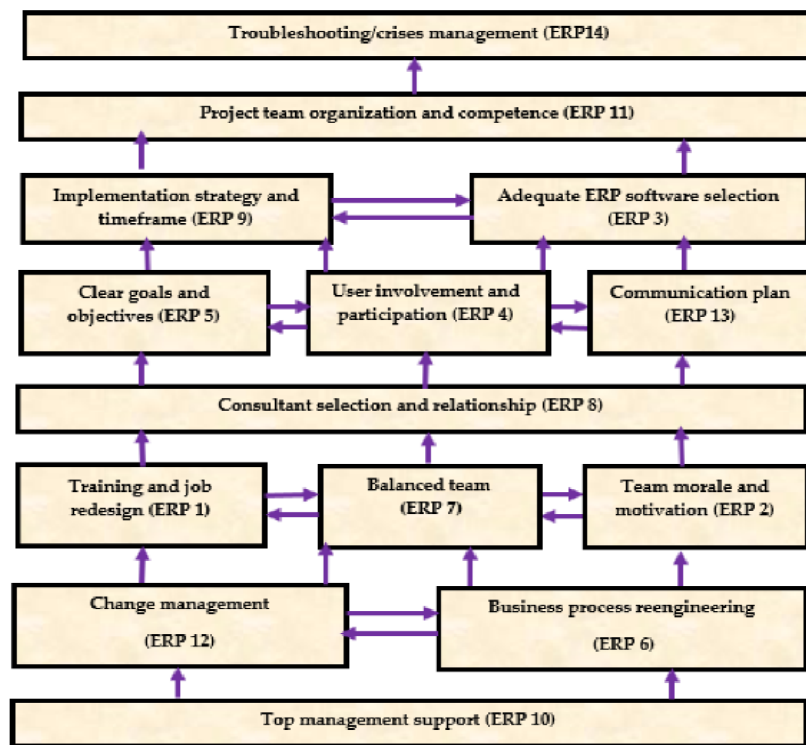 Troubleshooting/crises management (ERP14)
Project team organization and competence (ERP 11)
Implementation strategy and
timeframe (ERP 9)
Adequate ERP software selection
(ERP 3)
Clear goals and
objectives (ERP 5)
User involvement and
participation (ERP 4)
Communication plan
(ERP 13)
Consultant selection and relationship (ERP 8)
Training and job
redesign (ERP 1)
Balanced team
(ERP 7)
Team morale and
motivation (ERP 2)
Change management
(ERP 12)
Business process reengineering
(ERP 6)
Top management support (ERP 10)